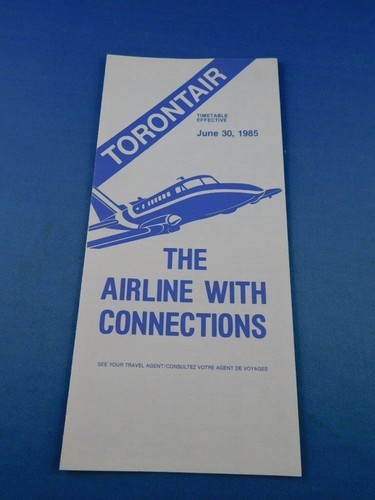 TORONTAIR
TIMETABLE
EFFECTIVE
June 30, 1985
THE
AIRLINE WITH
CONNECTIONS
SEE YOUR TRAVEL AGENT/CONSULTEZ VOTRE AGENT DE VOYAGES